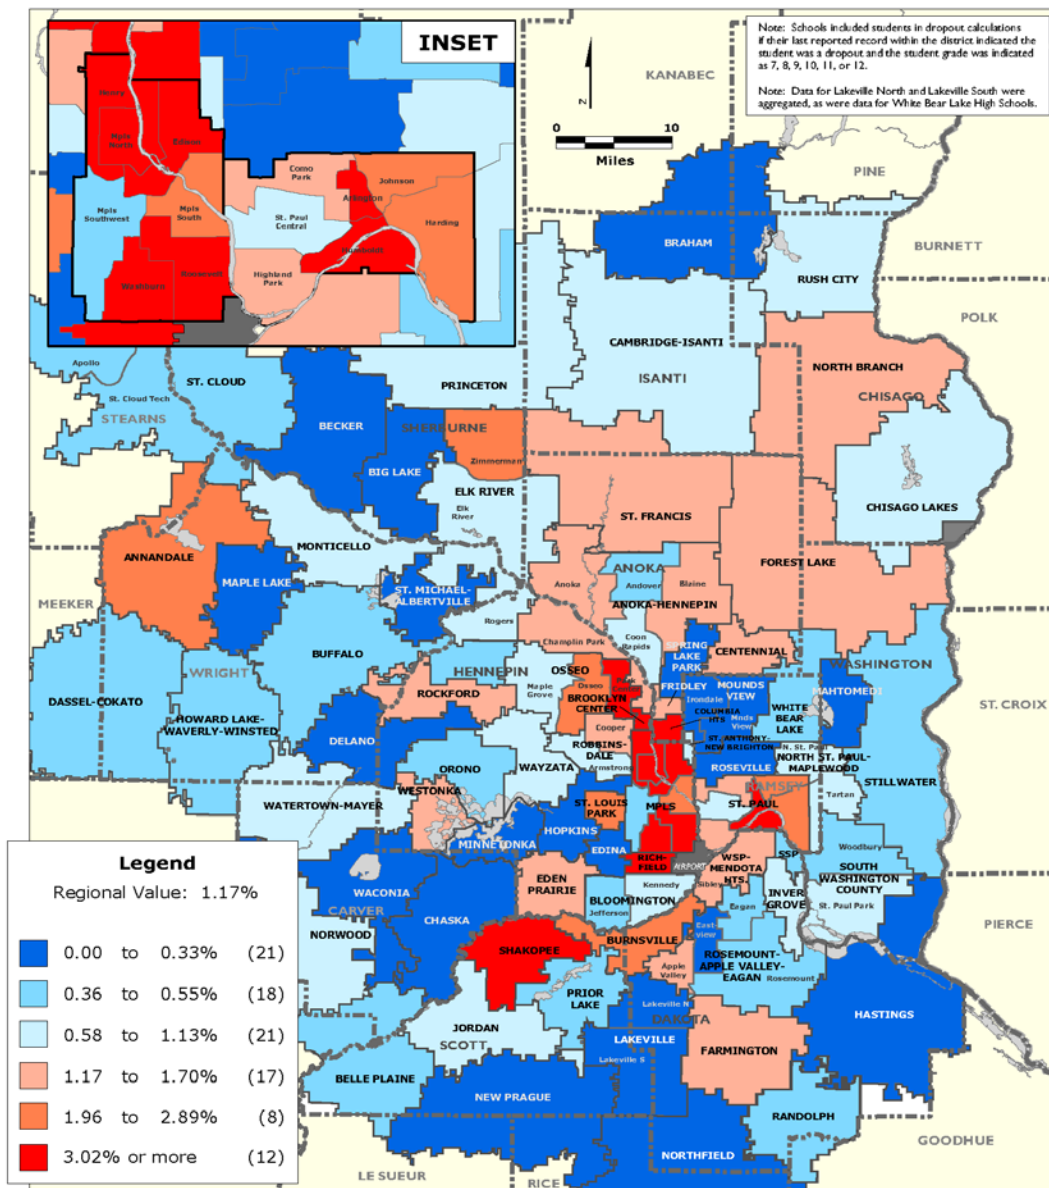 INSET
Note: Schools included students in dropout calculations
if their last reported record within the district indicated the
student was a dropout and the student grade was indicated
as 7, 8, 9, 10, 11, or 12.
Note: Data for Lakeville North and Lakeville South were
aggregated, as were data for White Bear Lake High Schools.
KANABEC
Z
0 10
Miles
Henry
Mpls
North
Edison
Como
Park
Johnson
Arlington
Mpls
Southwest
Mpls
South
St. Paul
Central
Harding
Humboldt
Roosevelt
Washburn
Highland
Park
PINE
BURNETT
BRAHAM
RUSH CITY
POLK
CAMBRIDGE-ISANTI
ISANTI
NORTH BRANCH
CHISAGO
Apollo
ST. CLOUD
St. Cloud Tech
STEARNS
PRINCETON
BECKER
SHERBURNE
Zimmerman
BIG LAKE
ELK RIVER
Elk
River
CHISAGO LAKES
ST. FRANCIS
MONTICELLO
ANNANDALE
FOREST LAKE
MAPLE LAKE
MEEKER
ST. MICHAEL-
ALBERTVILLE
Anoka
ANOKA
Andover
Blaine
ANOKA-HENNEPIN
Rogers
Champlin Park
Coon
Rapids
SPRING
LAKE
PARK
CENTENNIAL
BUFFALO
WRIGHT
HENNEPIN
WASHINGTON
DASSEL-COKATO
ROCKFORD
Maple
Grove
OSSEO
Osseo
Park
Center
FRIDLEY
Irondale
MOUNDS
VIEW
MAHTOMEDI
ST. CROIX
HOWARD LAKE-
WAVERLY-WINSTED
BROOKLYN
CENTER
COLUMBIA
HTS
Mnds
View
WHITE
BEAR
LAKE
DELANO
Cooper
ROBBINS-
DALE
Armstrong
ST. ANTHONY-
NEW BRIGHTON
ROSEVILLE
N. St. Paul
NORTH ST. PAUL-
MAPLEWOOD
ORONO
WAYZATA
STILLWATER
WESTONKA
WATERTOWN-MAYER
ST. LOUIS
PARK
MPLS
RAMSEY
ST. PAUL
Tartan
MINNETONKA
HOPKINS
EDINA
Woodbury
RICH-
FIELD
AIRPORT
WSP-
MENDOTA
HTS.
SSP
SOUTH
WASHINGTON
COUNTY
WACONIA
CARVER
EDEN
PRAIRIE
Kennedy
BLOOMINGTON
Jefferson
Sibley
INVER
GROVE
St. Paul Park
PIERCE
CHASKA
NORWOOD
Eagan
East-
view
SHAKOPEE
BURNSVILLE
ROSEMOUNT-
APPLE VALLEY-
EAGAN
Rosemount
Apple
Valley
PRIOR
LAKE
Lakeville N
DAKOTA
HASTINGS
JORDAN
SCOTT
LAKEVILLE
Lakeville S
FARMINGTON
BELLE PLAINE
NEW PRAGUE
RANDOLPH
NORTHFIELD
GOODHUE
LE SUEUR
RICE
Legend
Regional Value: 1.17%
0.00 to 0.33% (21)
0.36 to 0.55% (18)
0.58 to 1.13% (21)
1.17 to 1.70% (17)
1.96 to 2.89% (8)
3.02% or more (12)